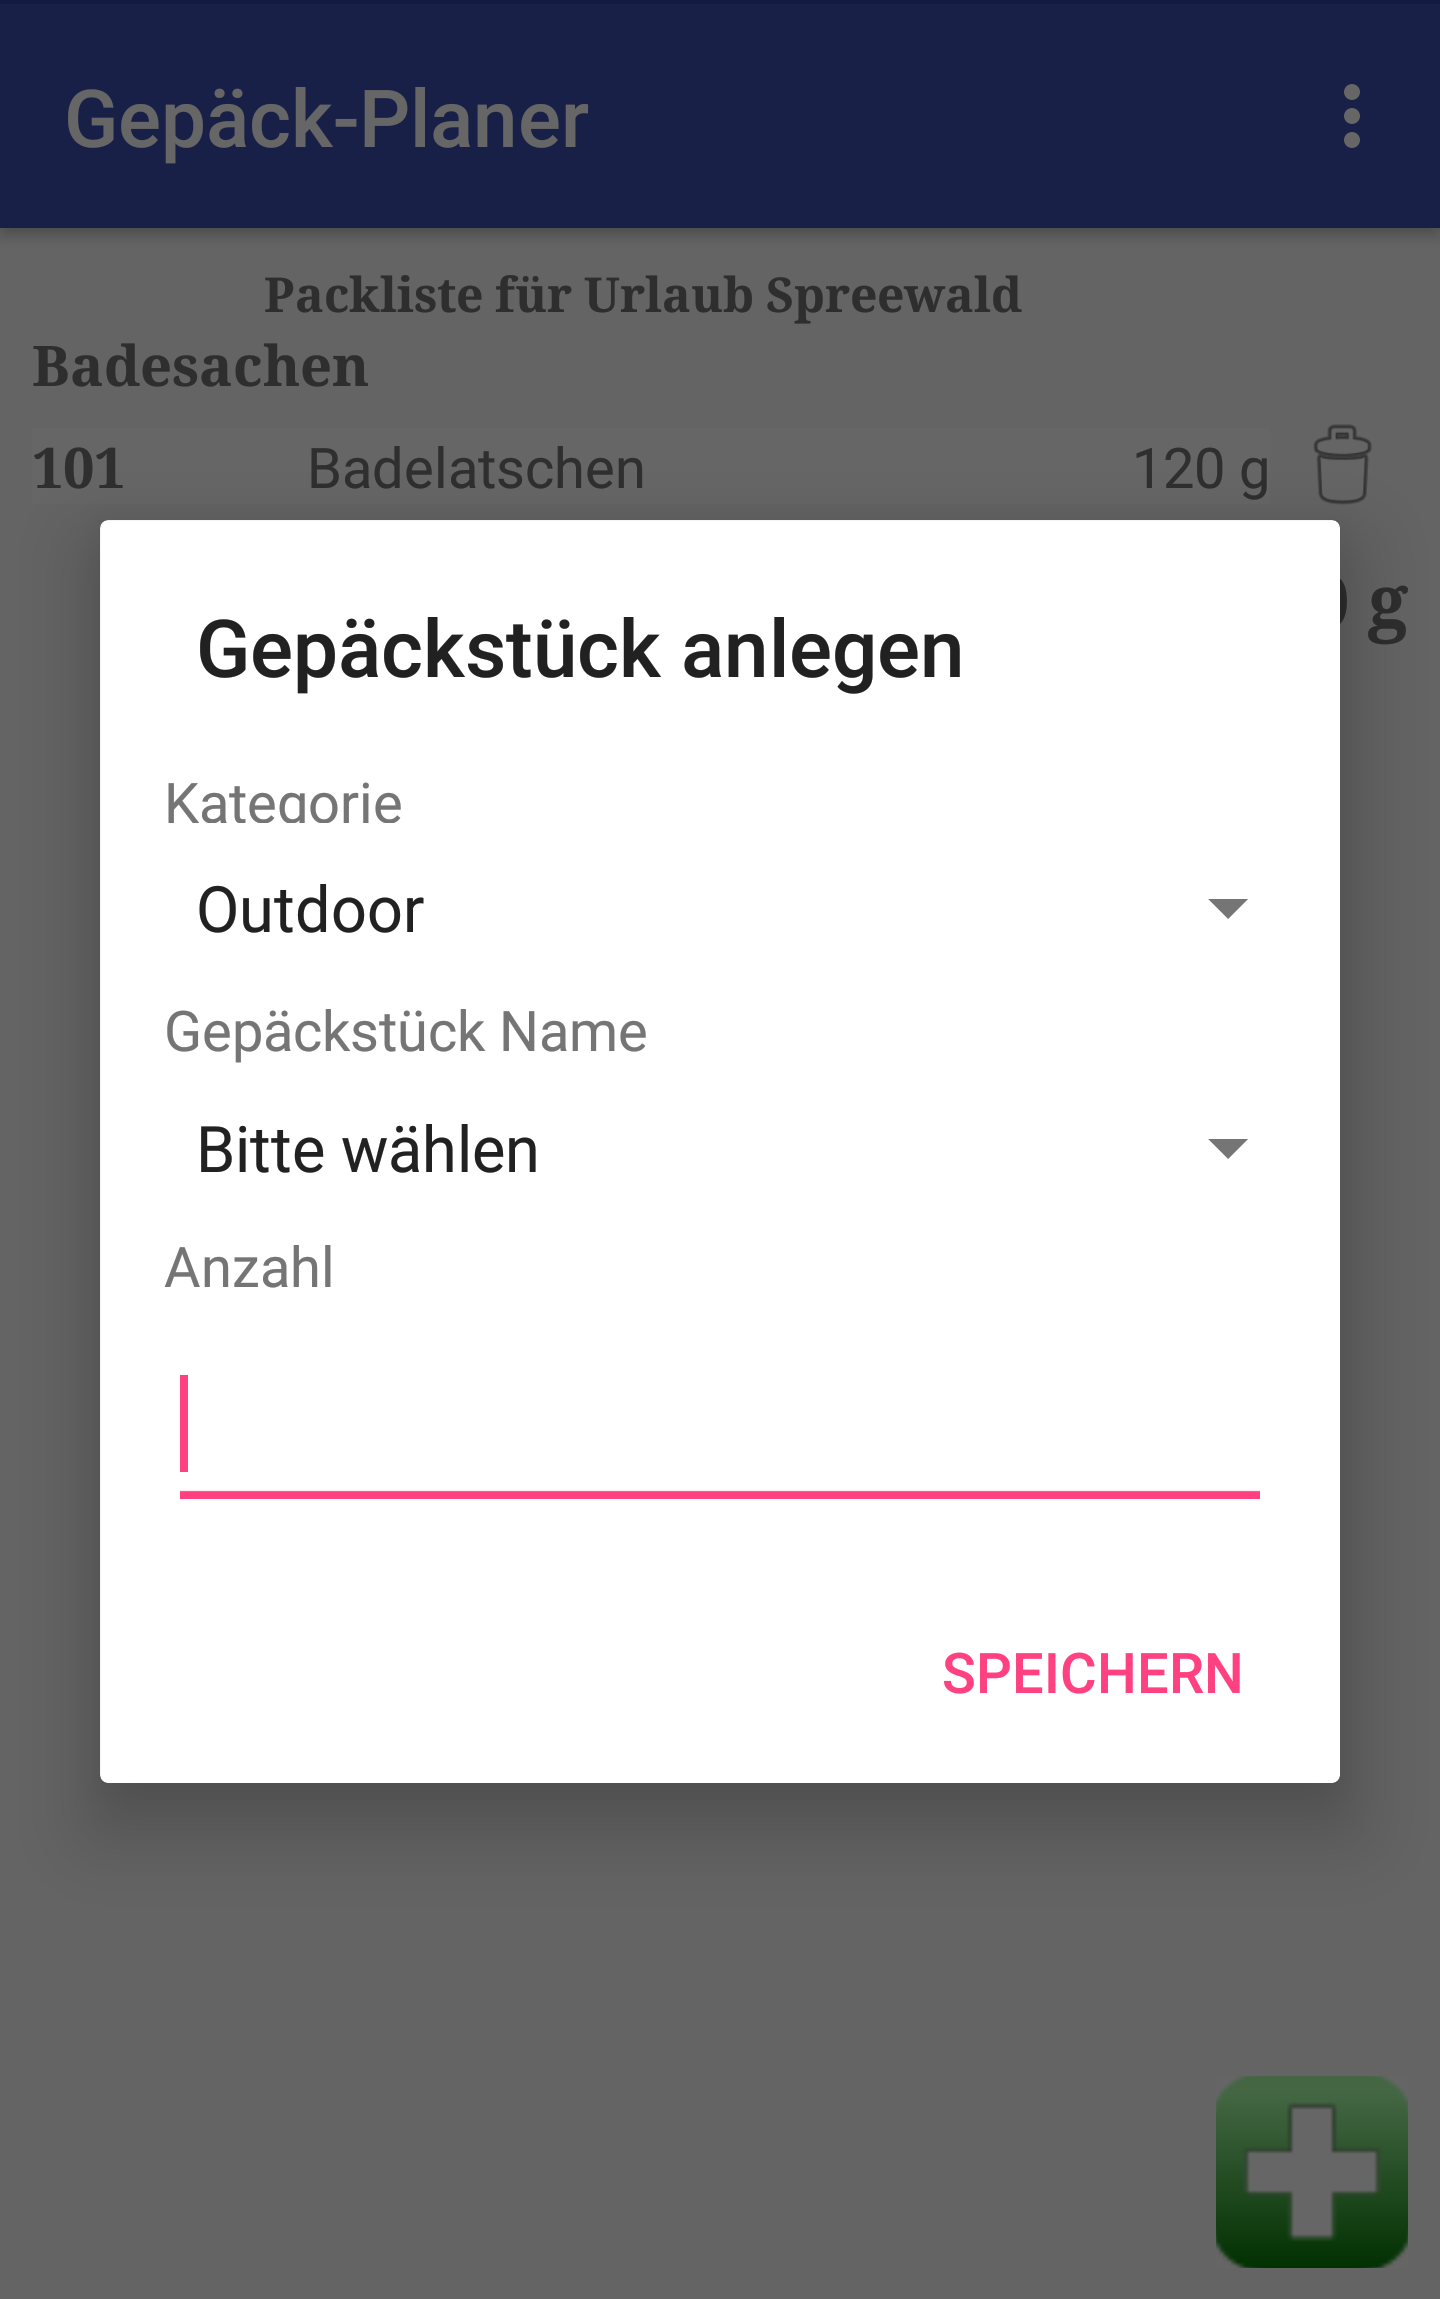 Gepäck-Planer
Packliste für Urlaub Spreewald
Badesachen
101 Badelatschen 120 g
g
Gepäckstück anlegen
Kategorie
Outdoor
Gepäckstück Name
Bitte wählen
Anzahl
SPEICHERN